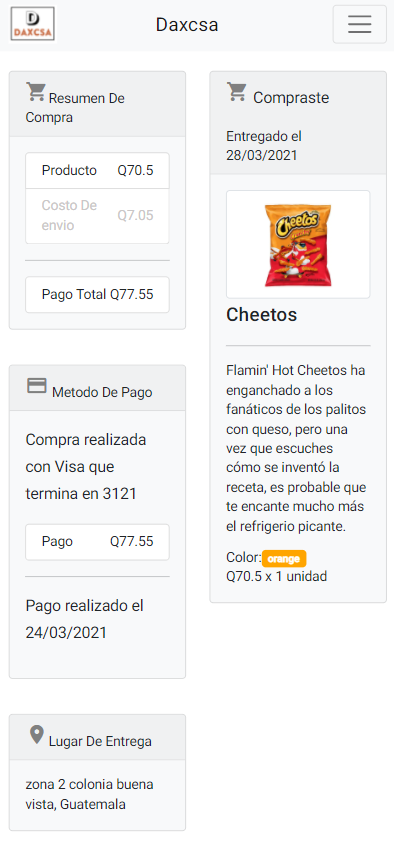 D
DAXCSA
Daxcsa
Resumen De
Compra
Producto Q70.5
Costo De
envio Q7.05
Pago Total Q77.55
Metodo De Pago
Compra realizada
con Visa que
termina en 3121
Pago Q77.55
Pago realizado el
24/03/2021
Lugar De Entrega
zona 2 colonia buena
vista, Guatemala
Compraste
Entregado el
28/03/2021
Cheetos
Cheetos
Flamin' Hot Cheetos ha
enganchado a los
fanáticos de los palitos
con queso, pero una
vez que escuches
cómo se inventó la
receta, es probable que
te encante mucho más
el refrigerio picante.
Color: orange
Q70.5 x 1 unidad